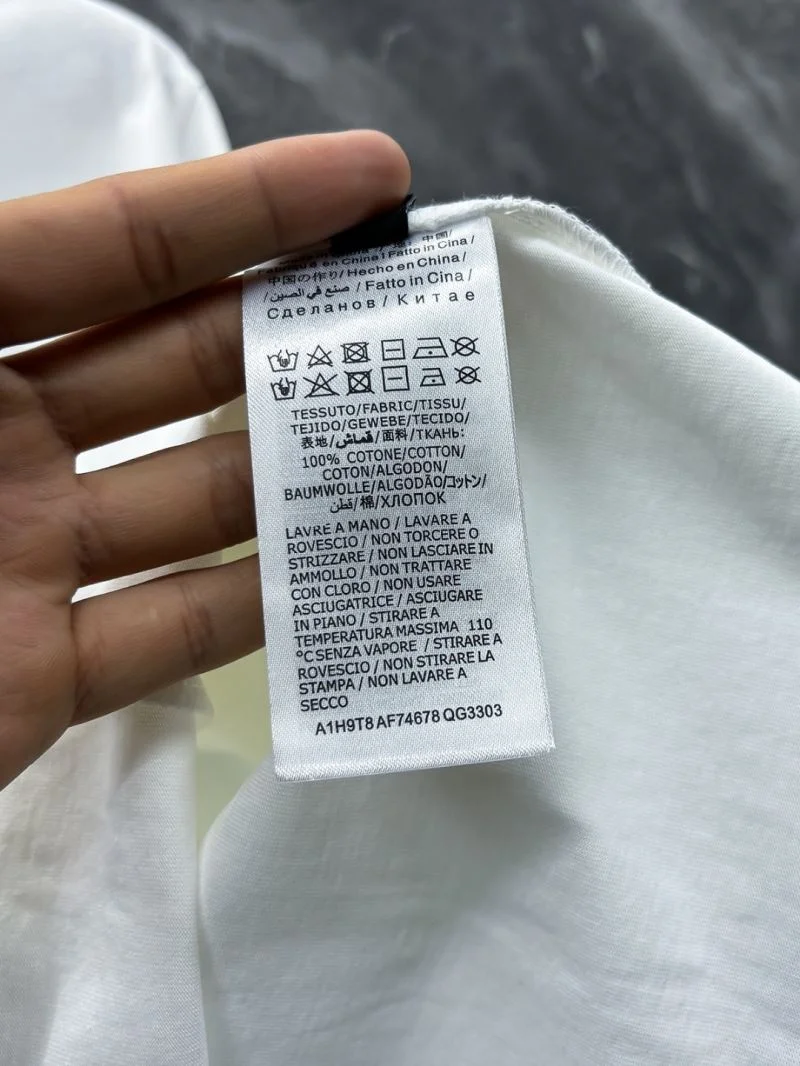 Fabriqué en China I Fatto in Cina /
中国の作り/ Hecho en China /
/ صنع في الصين / Fatto in Cina /
Сделанов / Китае
TESSUTO/FABRIC/TISSU/
TEJIDO/GEWEBE/TECIDO/
表地/قماش/面料/ТКАНЬ:
100% COTONE/COTTON/
COTON/ALGODON/
BAUMWOLLE/ALGODÃO/コットン/
قطن/棉/ХЛОПОК
LAVRE A MANO / LAVARE A
ROVESCIO / NON TORCERE O
STRIZZARE / NON LASCIARE IN
AMMOLLO / NON TRATTARE
CON CLORO / NON USARE
ASCIUGATRICE / ASCIUGARE
IN PIANO / STIRARE A
TEMPERATURA MASSIMA 110
°C SENZA VAPORE / STIRARE A
ROVESCIO / NON STIRARE LA
STAMPA / NON LAVARE A
SECCO
A1H9T8 AF74678 QG3303